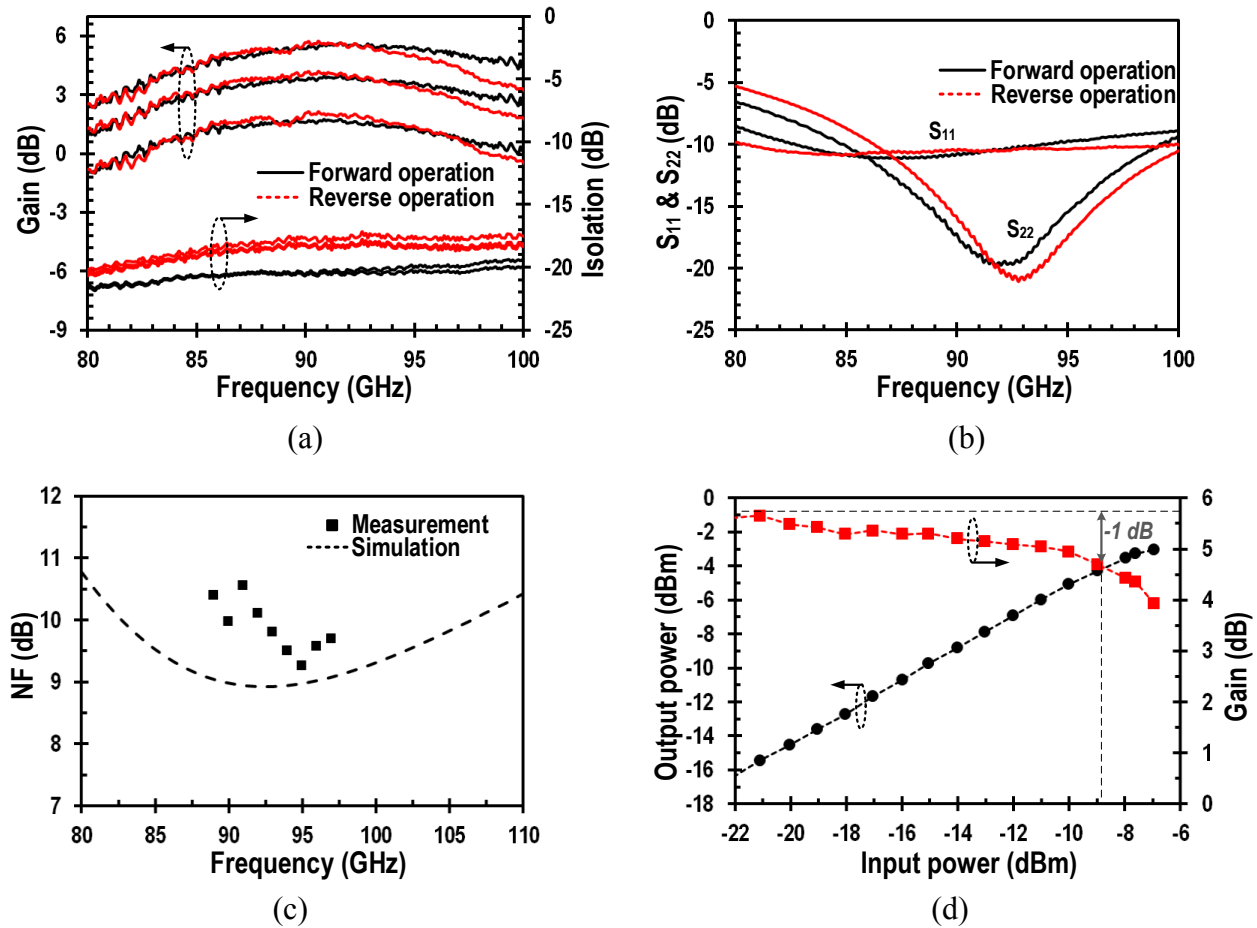 6
3
0
-3
-6
-9
Gain (dB)
0
-5
-10
-15
-20
-25
Isolation (dB)
Forward operation
Reverse operation
80
85
90
95
100
Frequency (GHz)
(a)
0
-5
-10
-15
-20
-25
S11 & S22 (dB)
Forward operation
Reverse operation
S11
S22
80
85
90
95
100
Frequency (GHz)
(b)
12
11
10
9
8
7
NF (dB)
Measurement
Simulation
80
85
90
95
100
105
110
Frequency (GHz)
(c)
0
-2
-4
-6
-8
-10
-12
-14
-16
-18
Output power (dBm)
6
5
4
3
2
1
0
Gain (dB)
-1 dB
-22
-20
-18
-16
-14
-12
-10
-8
-6
Input power (dBm)
(d)